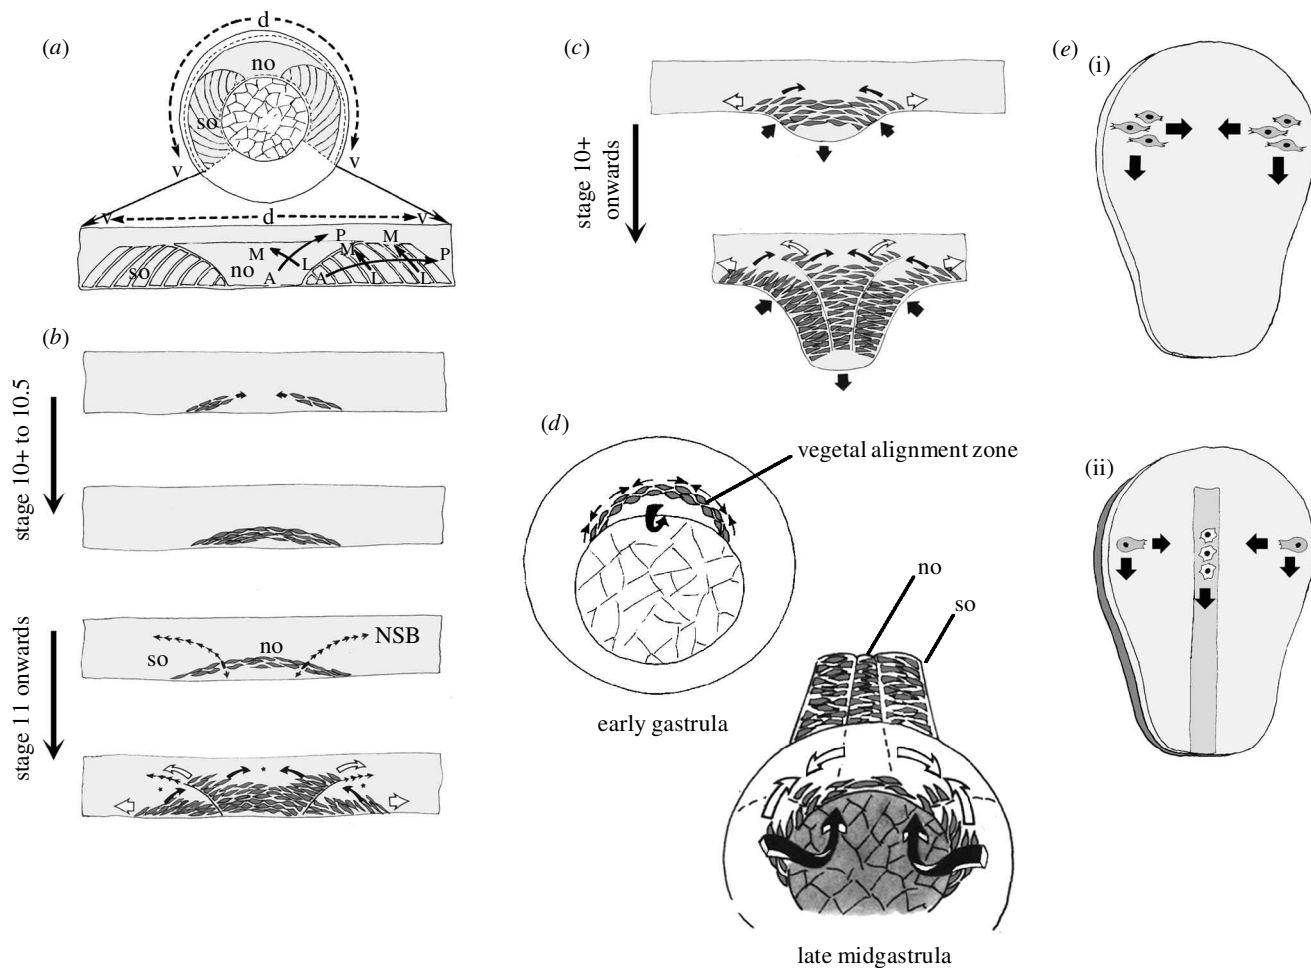 (a)
d
no
so
v
v
v
d
v
P
M
M
M
P
so
no
L
A
A
L
L
(b)
stage 10+ to 10.5
stage 11 onwards
NSB
so
no
(c)
stage 10+
onwards
(d)
vegetal alignment zone
early gastrula
no
so
late midgastrula
(e)
(i)
(ii)